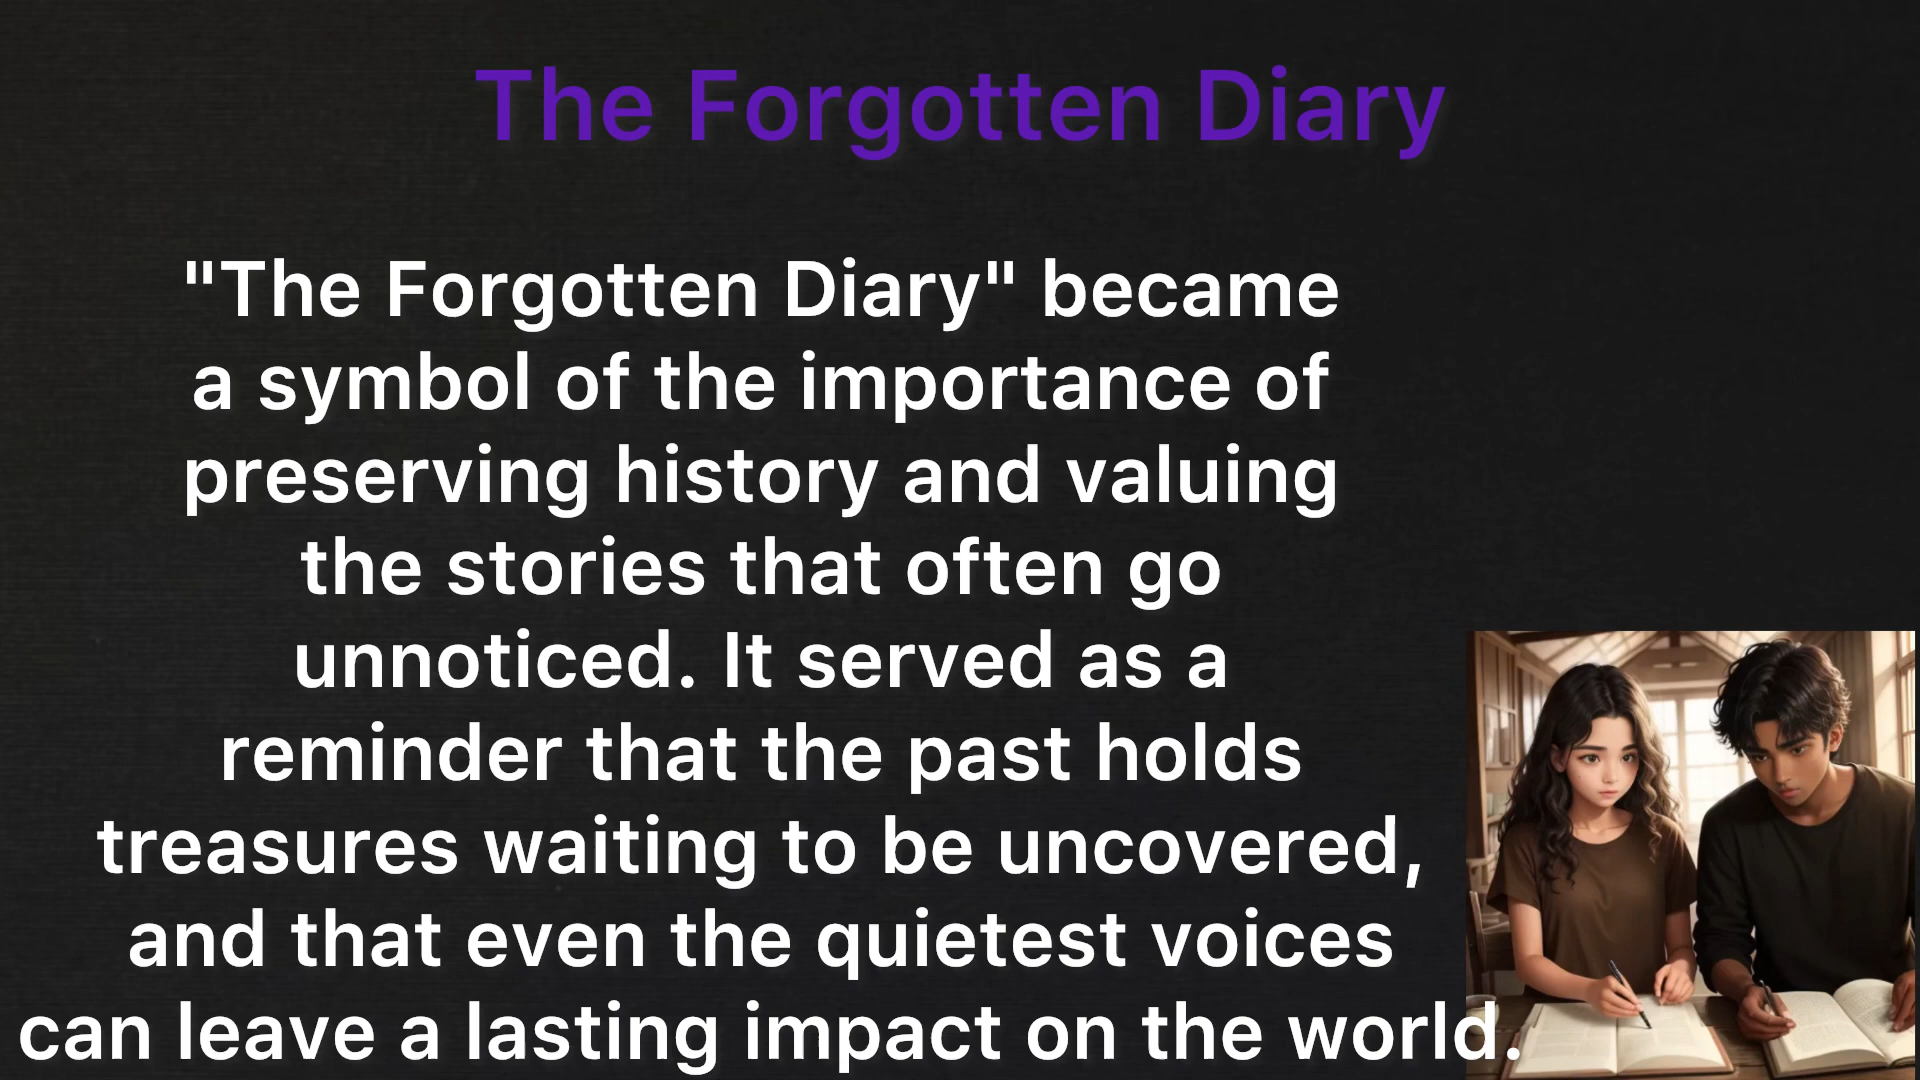 The Forgotten Diary
"The Forgotten Diary" became
a symbol of the importance of
preserving history and valuing
the stories that often go
unnoticed. It served as a
reminder that the past holds
treasures waiting to be uncovered,
and that even the quietest voices
can leave a lasting impact on the world.